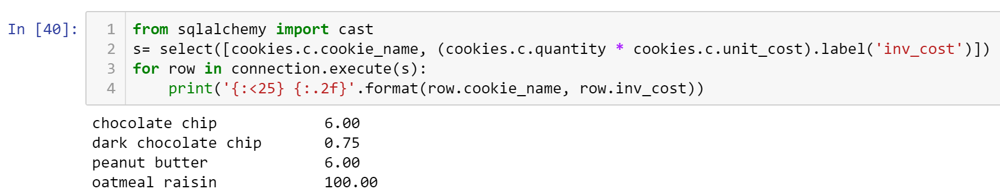 In [40]:
1 from sqlalchemy import cast
2 s= select([cookies.c.cookie_name, (cookies.c.quantity * cookies.c.unit_cost).label('inv_cost')])
3 for row in connection.execute(s):
4     print('{:<25} {:.2f}'.format(row.cookie_name, row.inv_cost))
chocolate chip            6.00
dark chocolate chip       0.75
peanut butter             6.00
oatmeal raisin            100.00